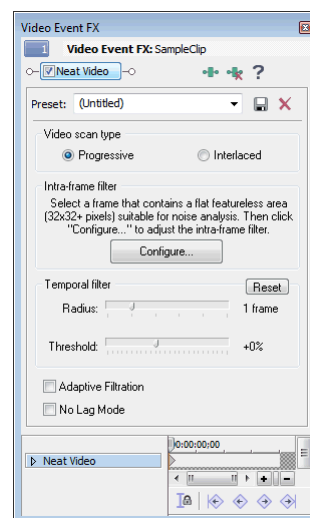 Video Event FX
1 Video Event FX: SampleClip
Neat Video
Preset: (Untitled)
Video scan type
Progressive Interlaced
Intra-frame filter
Select a frame that contains a flat featureless area
(32x32+ pixels) suitable for noise analysis. Then click
"Configure..." to adjust the intra-frame filter.
Configure...
Temporal filter Reset
Radius: 1 frame
Threshold: +0%
Adaptive Filtration
No Lag Mode
00:00:00:00
Neat Video